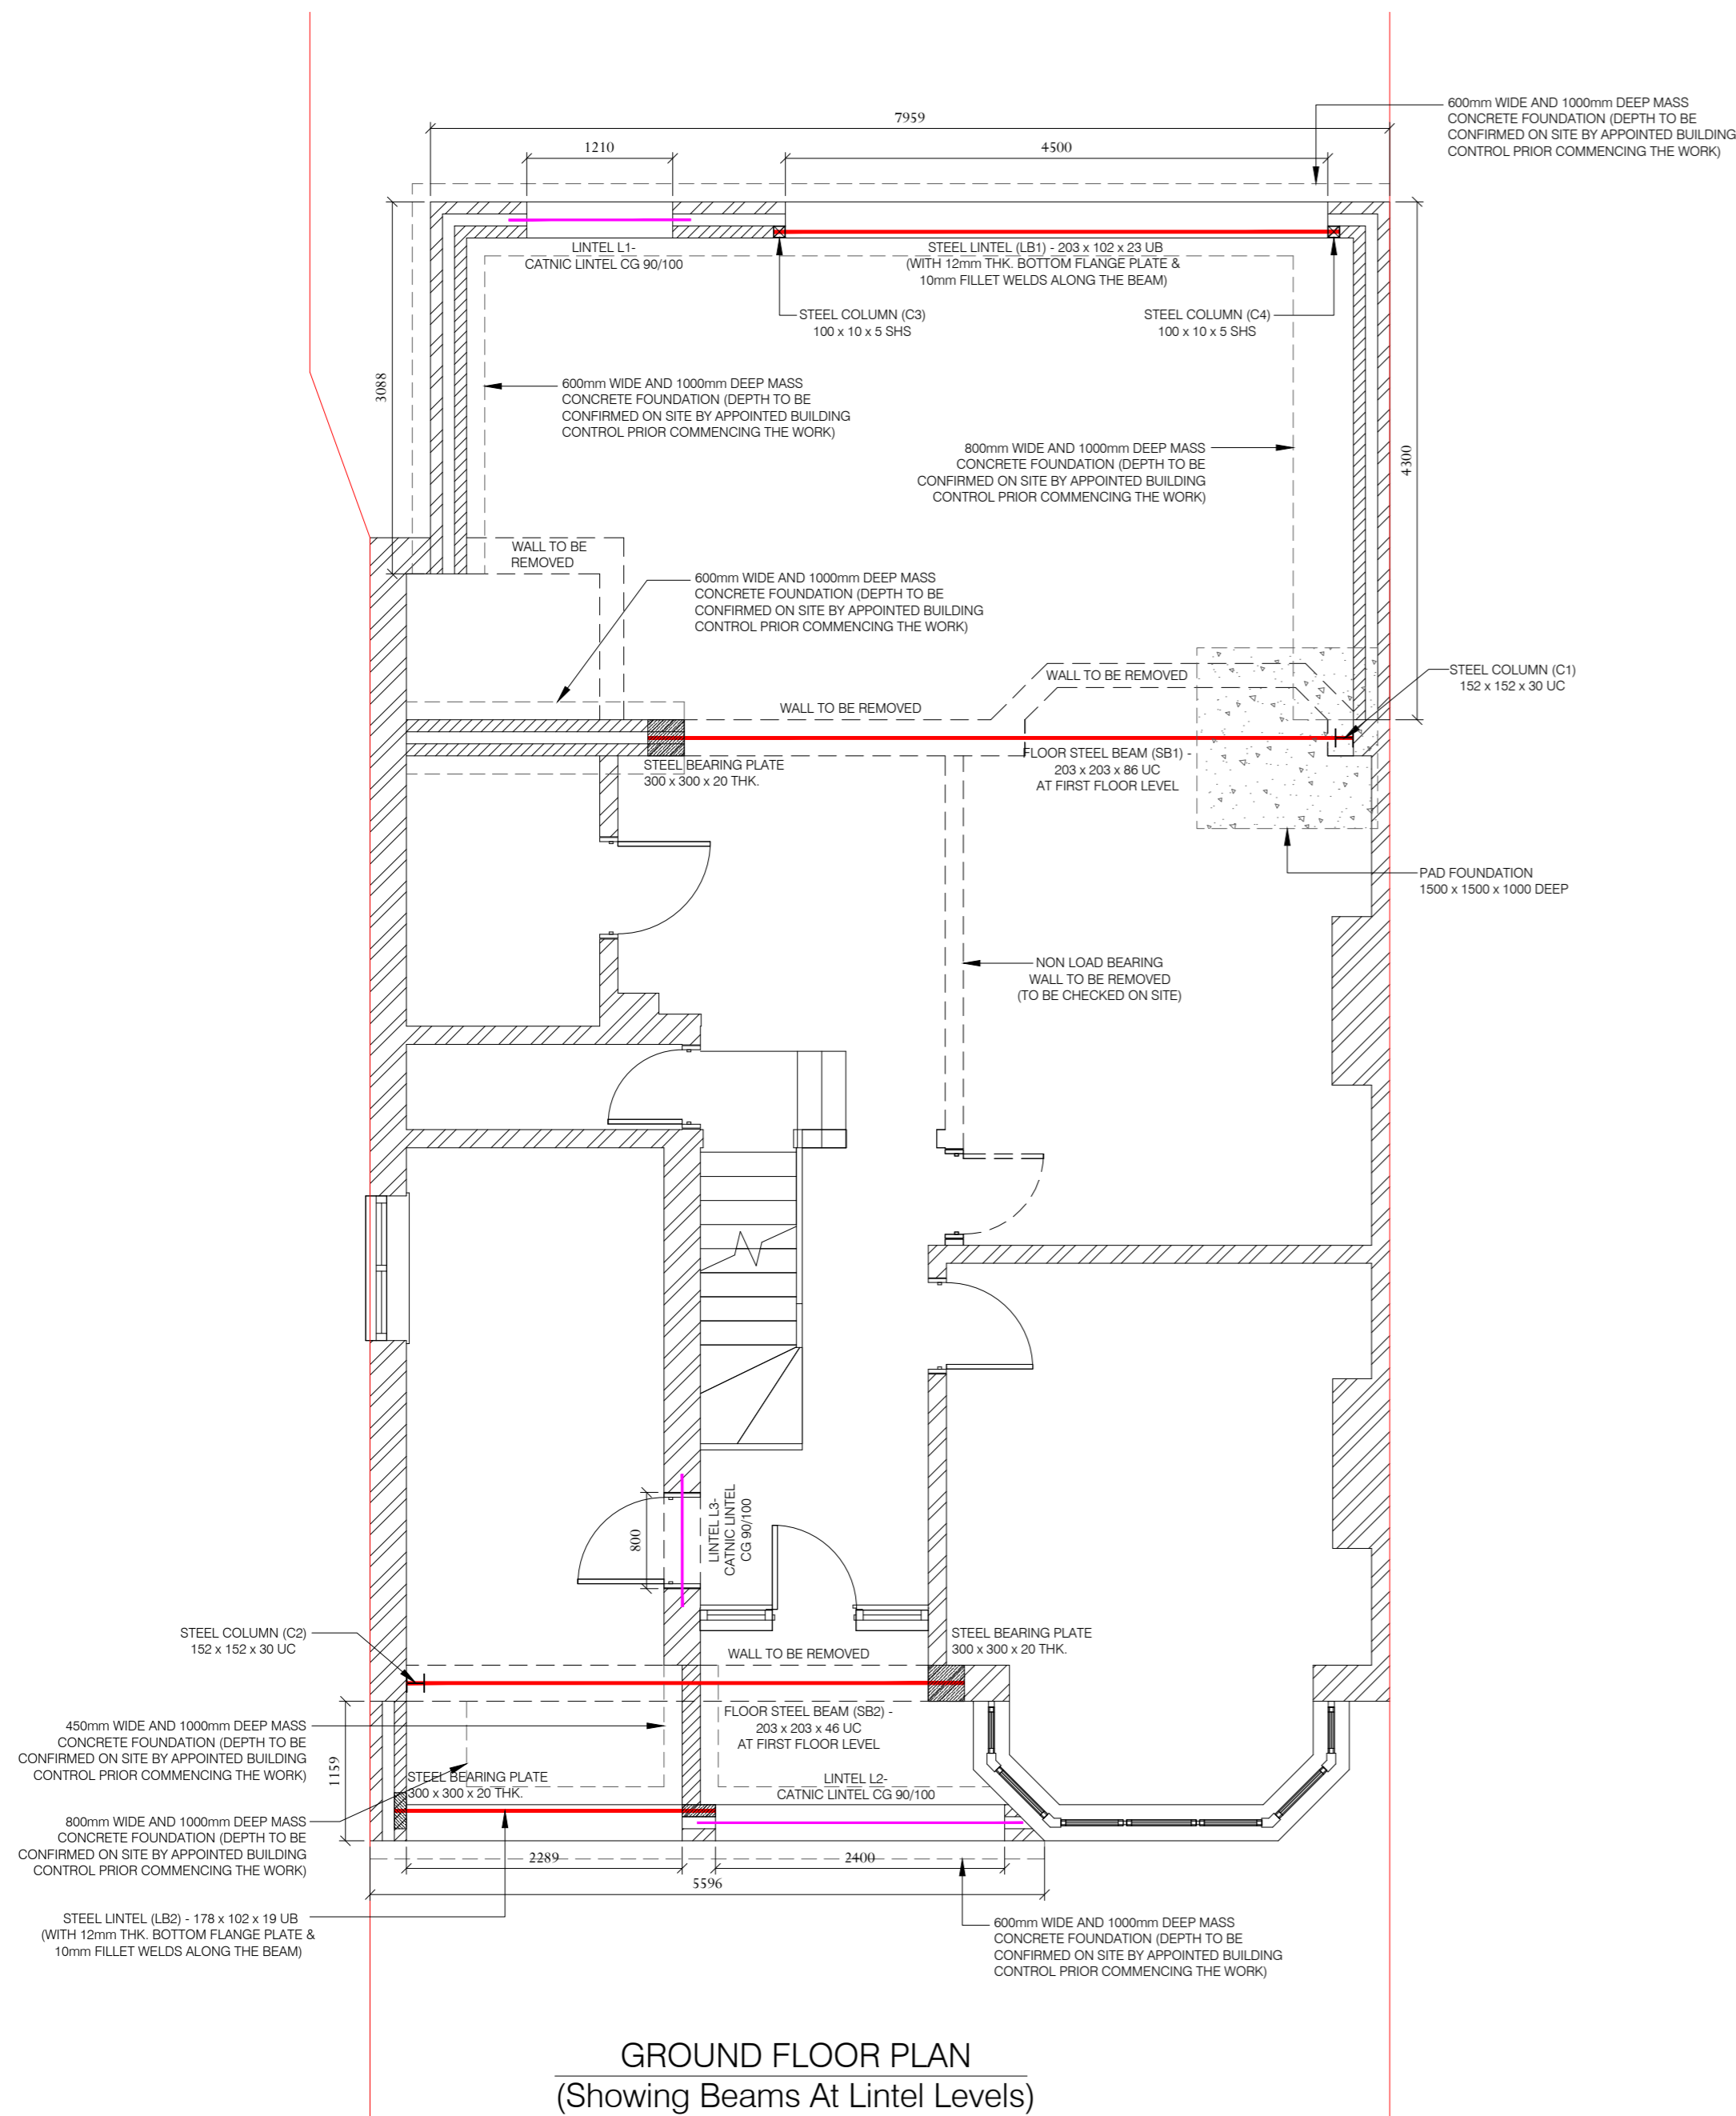 600mm WIDE AND 1000mm DEEP MASS
CONCRETE FOUNDATION (DEPTH TO BE
CONFIRMED ON SITE BY APPOINTED BUILDING
CONTROL PRIOR COMMENCING THE WORK)
7959
1210
4500
LINTEL L1-
CATNIC LINTEL CG 90/100
STEEL LINTEL (LB1) - 203 x 102 x 23 UB
(WITH 12mm THK. BOTTOM FLANGE PLATE &
10mm FILLET WELDS ALONG THE BEAM)
STEEL COLUMN (C3)
100 x 10 x 5 SHS
STEEL COLUMN (C4)
100 x 10 x 5 SHS
3088
600mm WIDE AND 1000mm DEEP MASS
CONCRETE FOUNDATION (DEPTH TO BE
CONFIRMED ON SITE BY APPOINTED BUILDING
CONTROL PRIOR COMMENCING THE WORK)
800mm WIDE AND 1000mm DEEP MASS
CONCRETE FOUNDATION (DEPTH TO BE
CONFIRMED ON SITE BY APPOINTED BUILDING
CONTROL PRIOR COMMENCING THE WORK)
4300
WALL TO BE
REMOVED
600mm WIDE AND 1000mm DEEP MASS
CONCRETE FOUNDATION (DEPTH TO BE
CONFIRMED ON SITE BY APPOINTED BUILDING
CONTROL PRIOR COMMENCING THE WORK)
WALL TO BE REMOVED
WALL TO BE REMOVED
STEEL COLUMN (C1)
152 x 152 x 30 UC
STEEL BEARING PLATE
300 x 300 x 20 THK.
FLOOR STEEL BEAM (SB1) -
203 x 203 x 86 UC
AT FIRST FLOOR LEVEL
PAD FOUNDATION
1500 x 1500 x 1000 DEEP
NON LOAD BEARING
WALL TO BE REMOVED
(TO BE CHECKED ON SITE)
800
LINTEL L3-
CATNIC LINTEL
CG 90/100
STEEL COLUMN (C2)
152 x 152 x 30 UC
WALL TO BE REMOVED
STEEL BEARING PLATE
300 x 300 x 20 THK.
450mm WIDE AND 1000mm DEEP MASS
CONCRETE FOUNDATION (DEPTH TO BE
CONFIRMED ON SITE BY APPOINTED BUILDING
CONTROL PRIOR COMMENCING THE WORK)
1159
FLOOR STEEL BEAM (SB2) -
203 x 203 x 46 UC
AT FIRST FLOOR LEVEL
STEEL BEARING PLATE
300 x 300 x 20 THK.
LINTEL L2-
CATNIC LINTEL CG 90/100
800mm WIDE AND 1000mm DEEP MASS
CONCRETE FOUNDATION (DEPTH TO BE
CONFIRMED ON SITE BY APPOINTED BUILDING
CONTROL PRIOR COMMENCING THE WORK)
2289
2400
5596
STEEL LINTEL (LB2) - 178 x 102 x 19 UB
(WITH 12mm THK. BOTTOM FLANGE PLATE &
10mm FILLET WELDS ALONG THE BEAM)
600mm WIDE AND 1000mm DEEP MASS
CONCRETE FOUNDATION (DEPTH TO BE
CONFIRMED ON SITE BY APPOINTED BUILDING
CONTROL PRIOR COMMENCING THE WORK)
GROUND FLOOR PLAN
(Showing Beams At Lintel Levels)